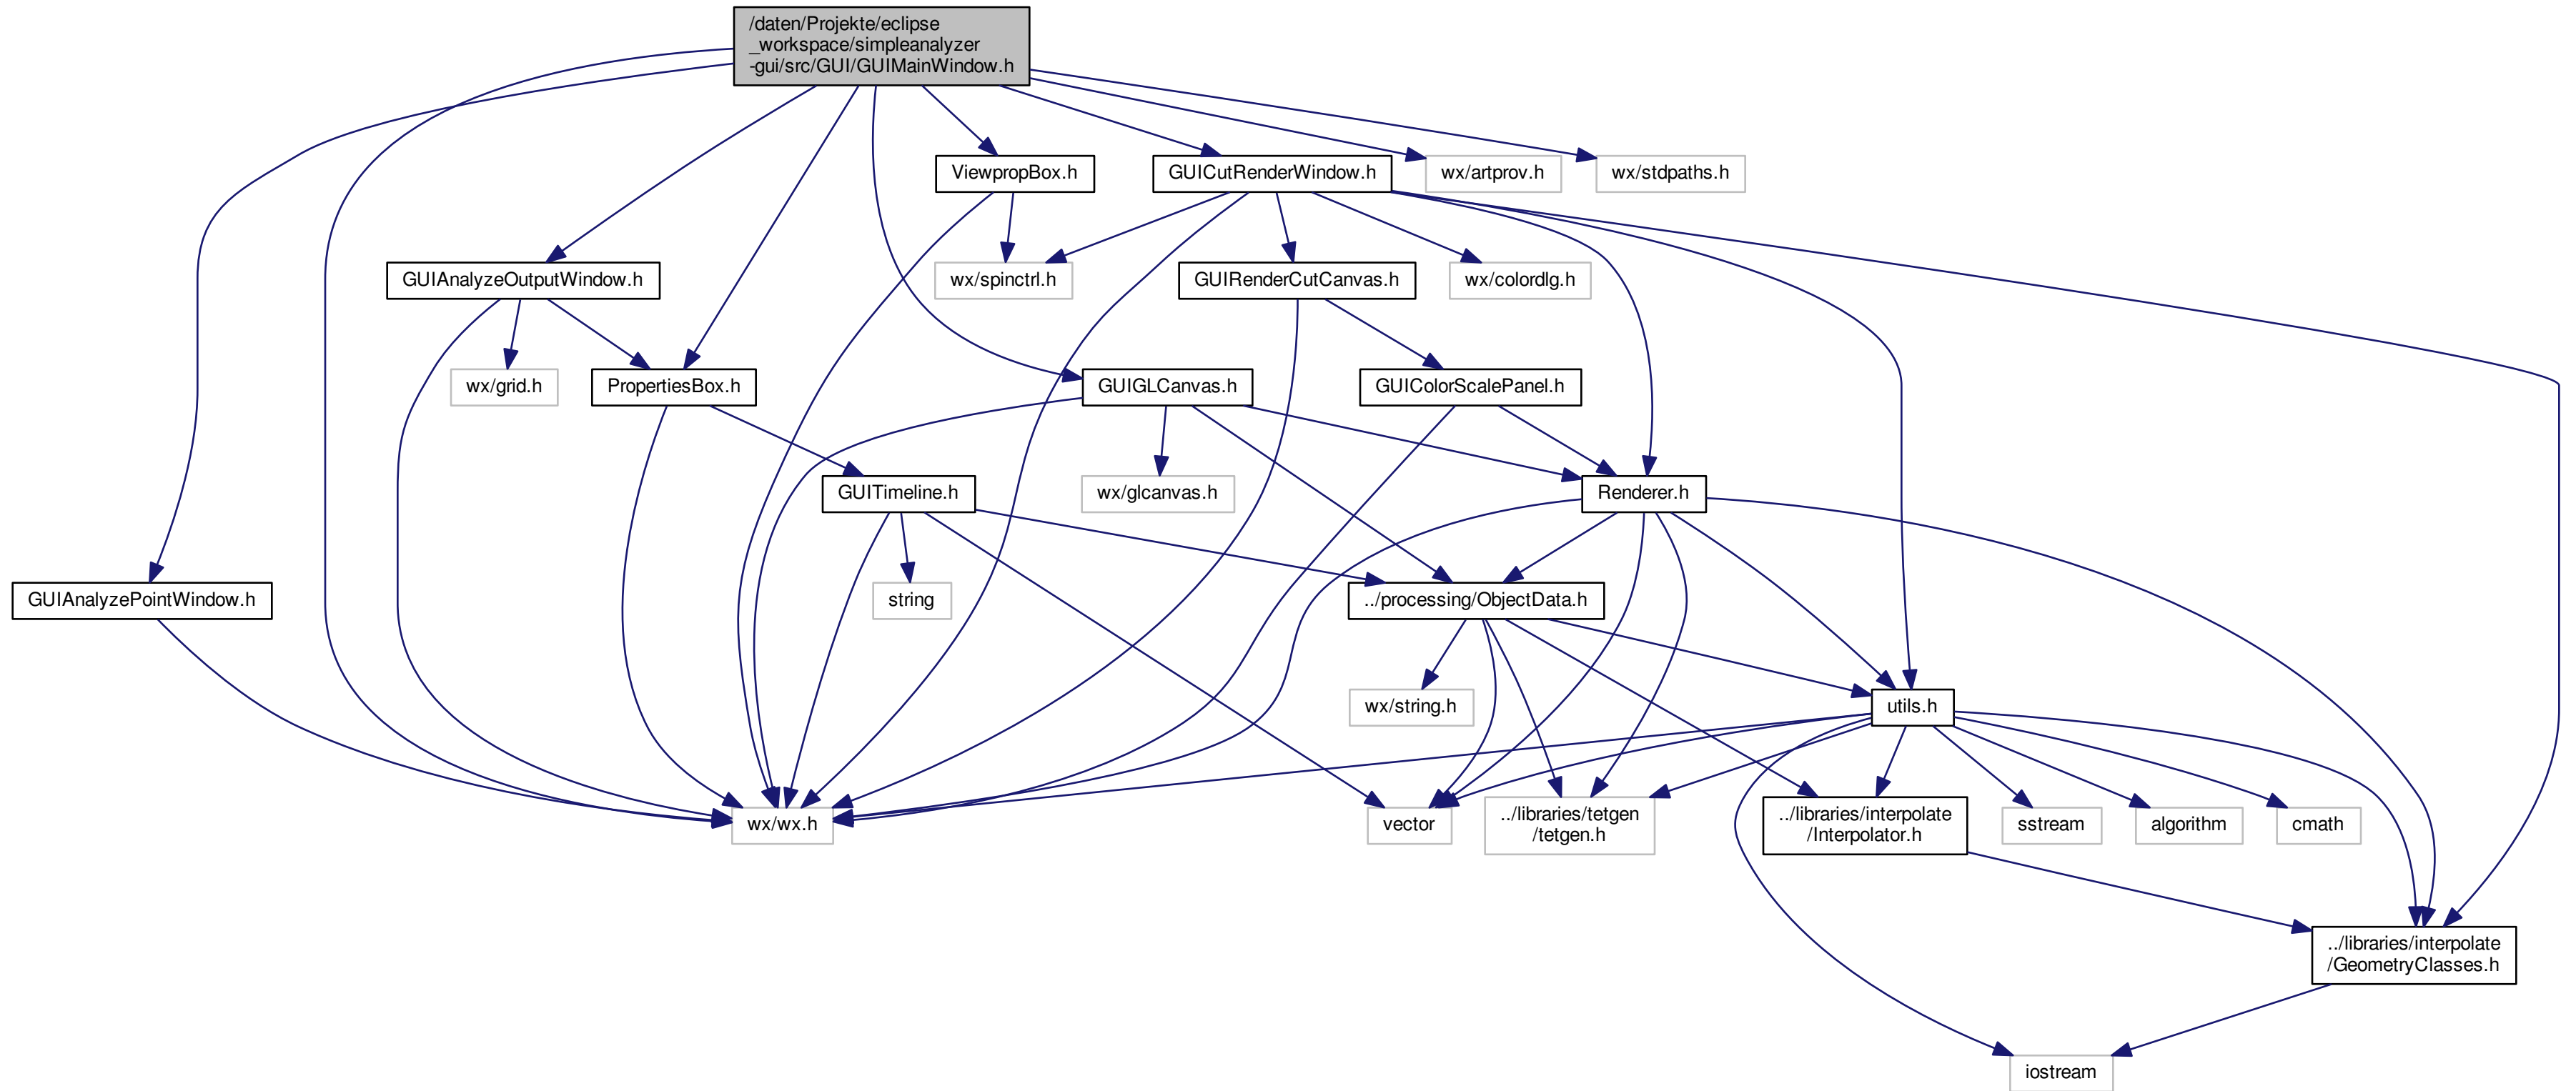 /daten/Projekte/eclipse
_workspace/simpleanalyzer
-gui/src/GUI/GUIMainWindow.h
ViewpropBox.h
GUICutRenderWindow.h
wx/artprov.h
wx/stdpaths.h
GUIAnalyzeOutputWindow.h
wx/spinctrl.h
GUIRenderCutCanvas.h
wx/colordlg.h
wx/grid.h
PropertiesBox.h
GUIGLCanvas.h
GUIColorScalePanel.h
GUITimeline.h
wx/glcanvas.h
Renderer.h
GUIAnalyzePointWindow.h
string
../processing/ObjectData.h
wx/string.h
utils.h
wx/wx.h
vector
../libraries/tetgen
/tetgen.h
../libraries/interpolate
/Interpolator.h
sstream
algorithm
cmath
../libraries/interpolate
/GeometryClasses.h
iostream